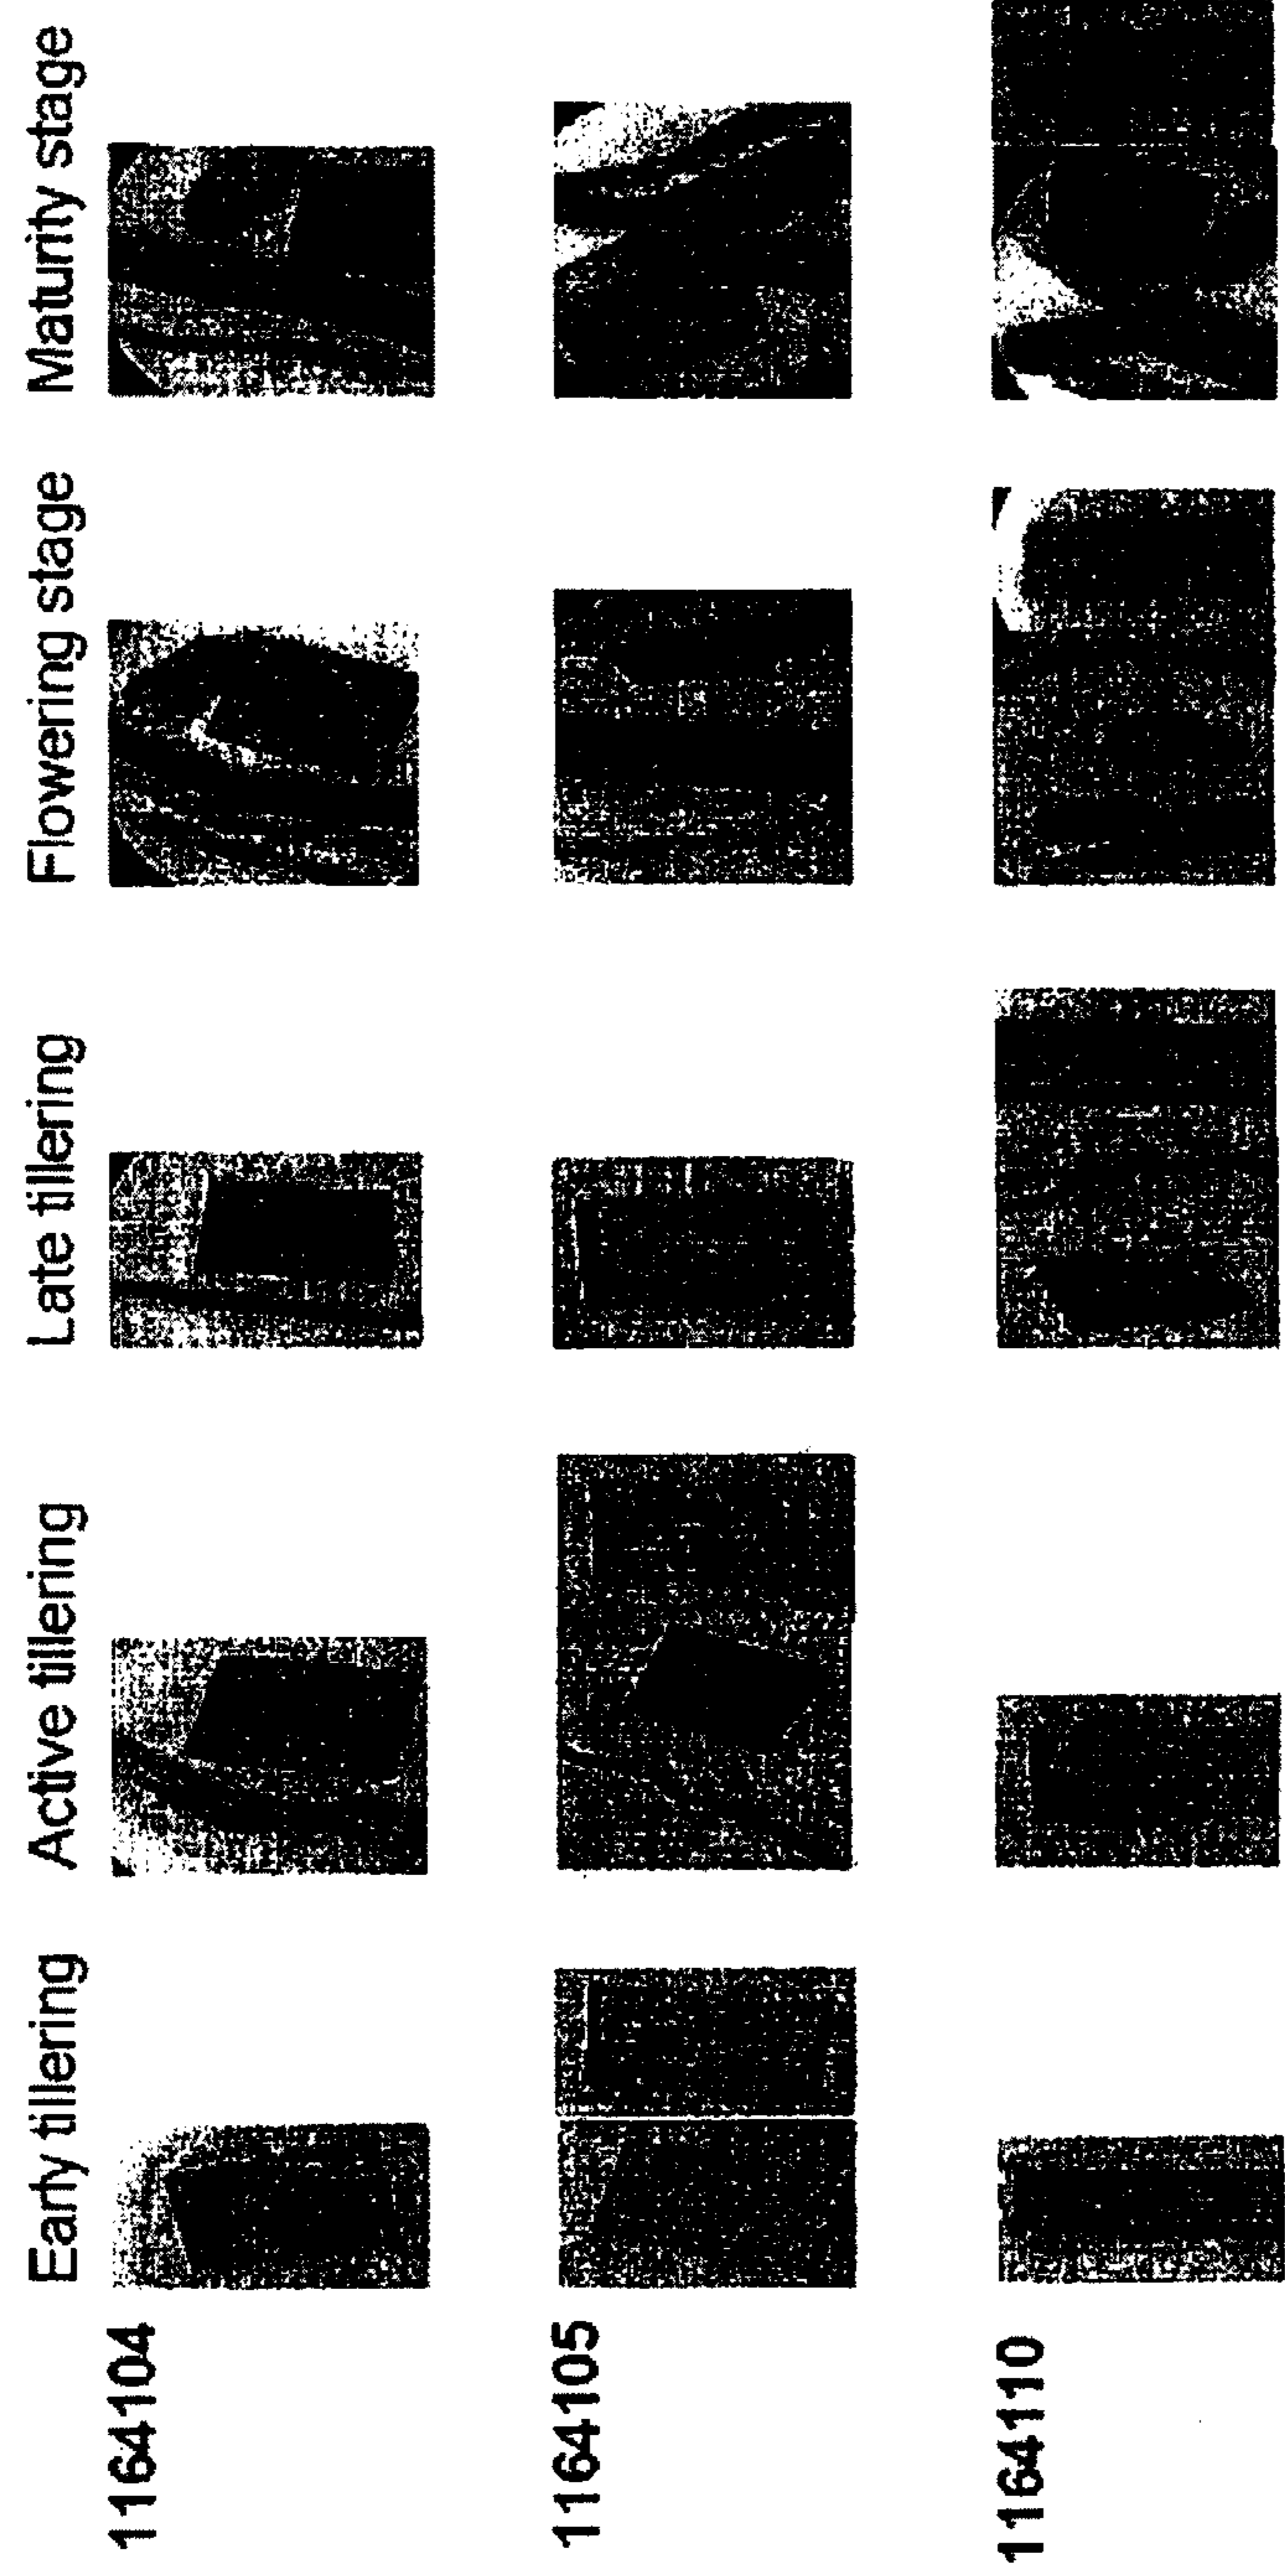 Early tillering Active tillering Late tillering Flowering stage Maturity stage
1164104
1164105
1164110